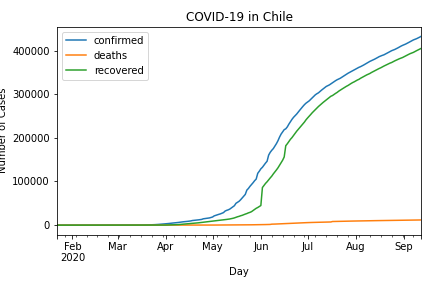 COVID-19 in Chile
confirmed
deaths
recovered
Number of Cases
400000
300000
200000
100000
0
Feb Mar Apr May Jun Jul Aug Sep
2020
Day